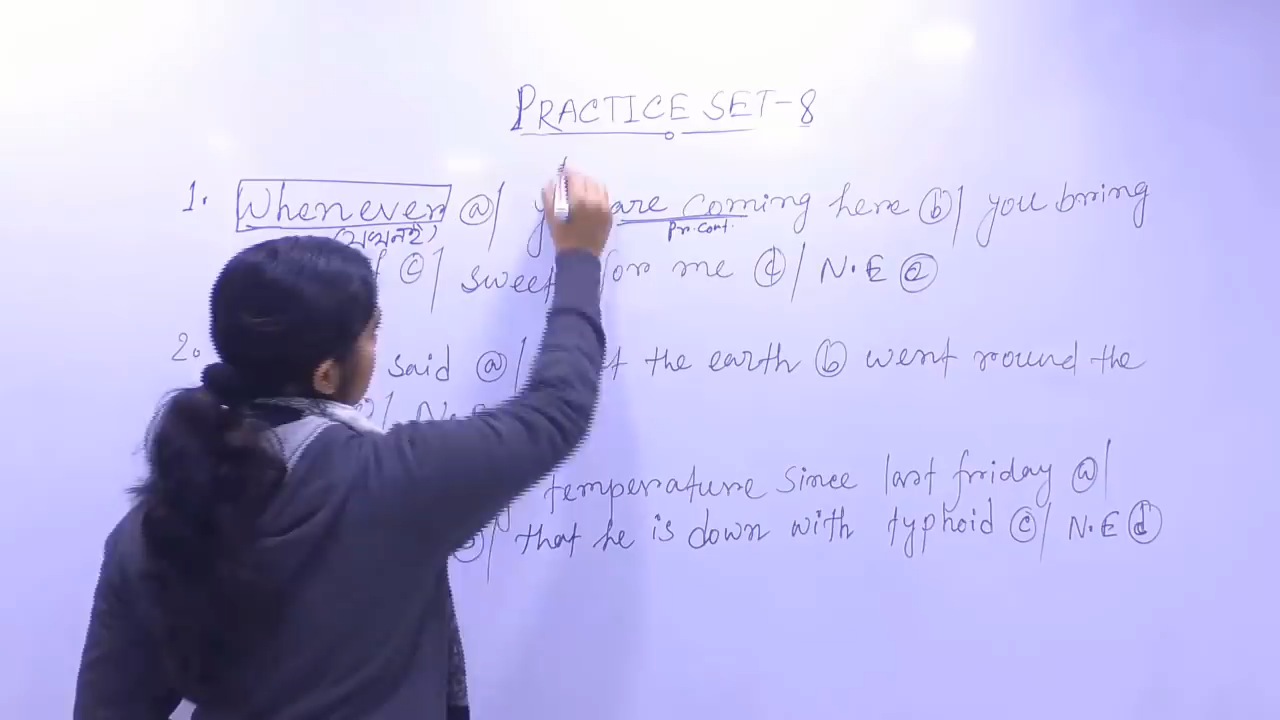 PRACTICE SET-8
1. Whenever ⓐ/ are coming here ⓑ/ you bring
(যখনই) Pr. cont.
ⓒ/ sweet for me ⓓ/ N.E ⓔ
2. said ⓐ/ the earth ⓑ went round the
N.E
temperature since last friday ⓐ/
that he is down with typhoid ⓒ/ N.E ⓓ